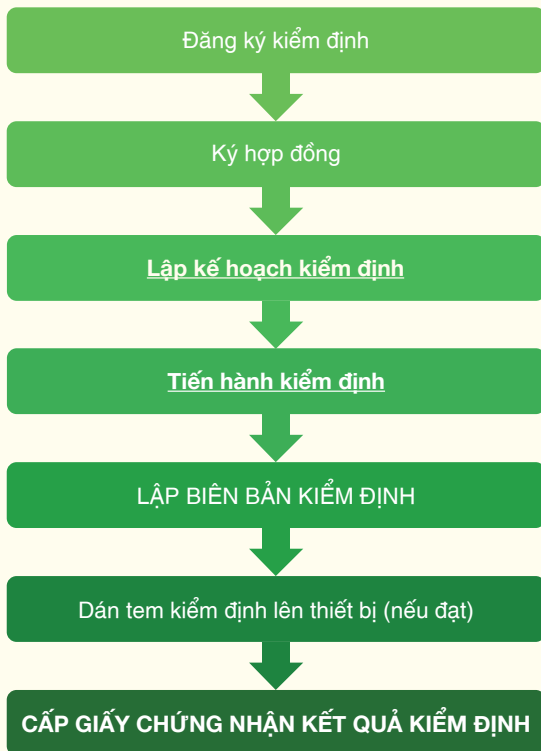 Đăng ký kiểm định
Ký hợp đồng
Lập kế hoạch kiểm định
Tiến hành kiểm định
LẬP BIÊN BẢN KIỂM ĐỊNH
Dán tem kiểm định lên thiết bị (nếu đạt)
CẤP GIẤY CHỨNG NHẬN KẾT QUẢ KIỂM ĐỊNH